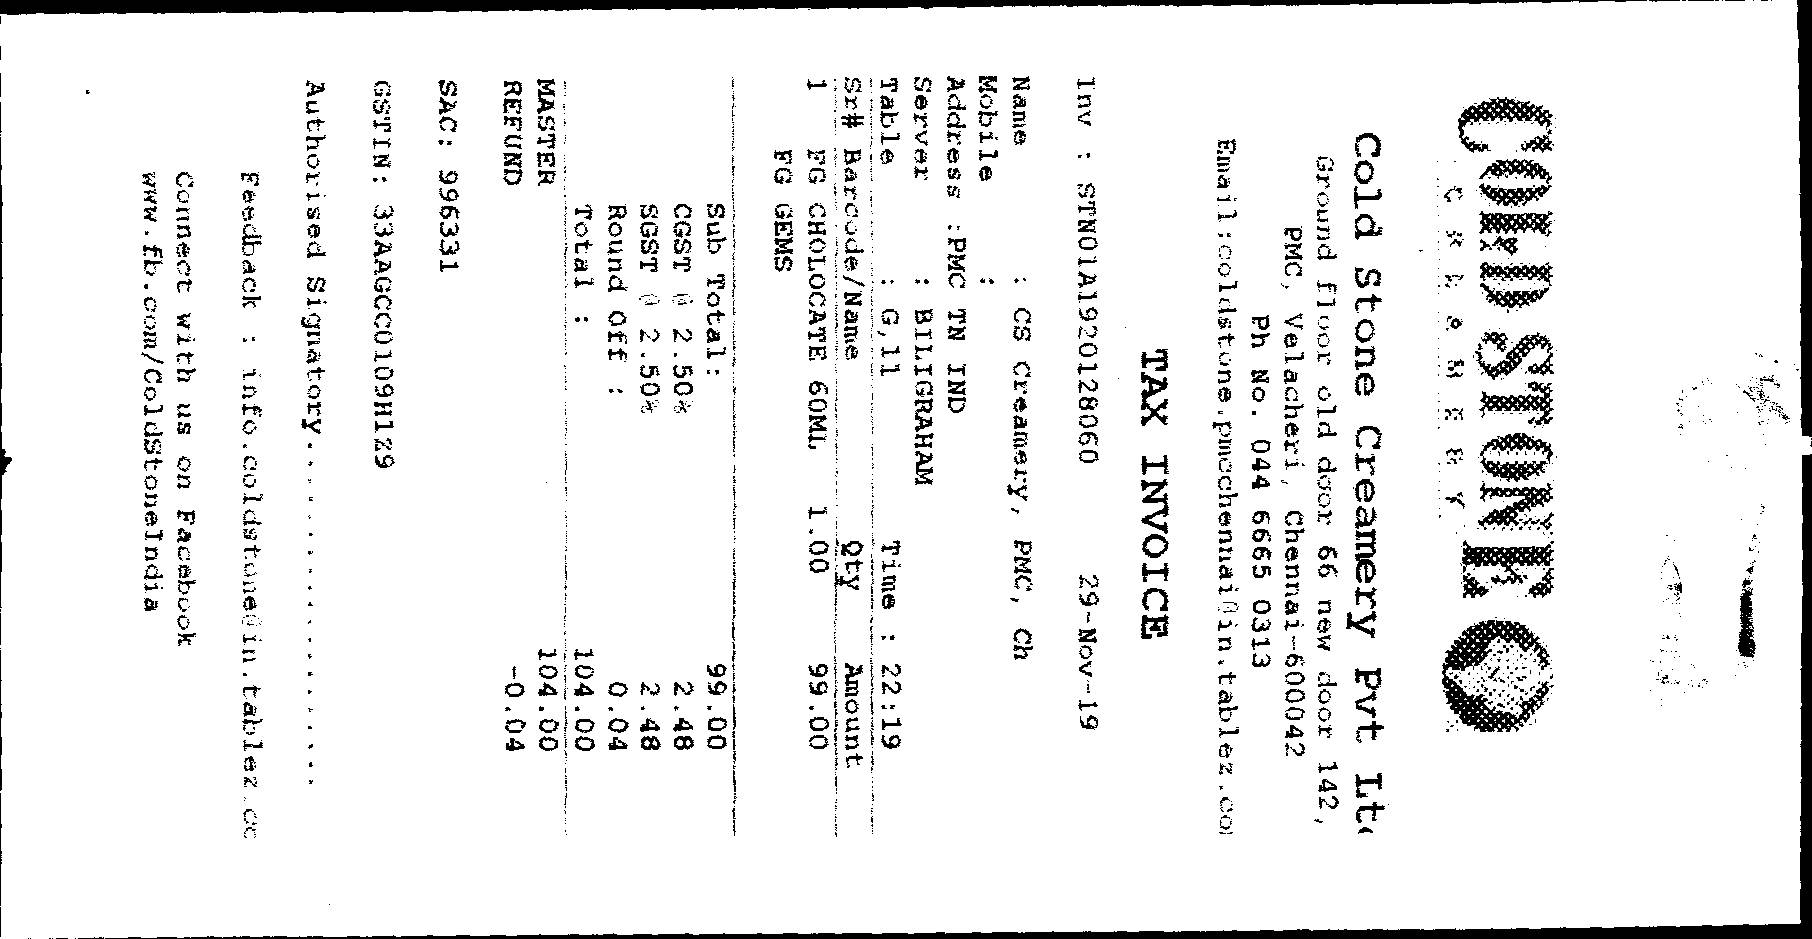 COLD STONE
CREAMERY
Cold Stone Creamery Pvt Lt
Ground floor old door 66 new door 142,
PMC, Velacheri, Chennai-600042
Ph No. 044 6665 0313
Email:coldstone.pmcchennai@in.tablez.co
TAX INVOICE
Inv : STN01A1920128060 29-Nov-19
Name : CS Creamery, PMC, Ch
Mobile :
Address :PMC TN IND
Server : BILIGRAHAM
Table : G,11 Time : 22:19
Sr# Barcode/Name Qty Amount
1 FG CHOLOCATE 60ML 1.00 99.00
FG GEMS
Sub Total: 99.00
CGST @ 2.50% 2.48
SGST @ 2.50% 2.48
Round Off : 0.04
Total : 104.00
MASTER 104.00
REFUND -0.04
SAC: 996331
GSTIN: 33AAGCC0109H1Z9
Authorised Signatory...................
Feedback : info.coldstone@in.tablez.co
Connect with us on Facebook
www.fb.com/ColdStoneIndia